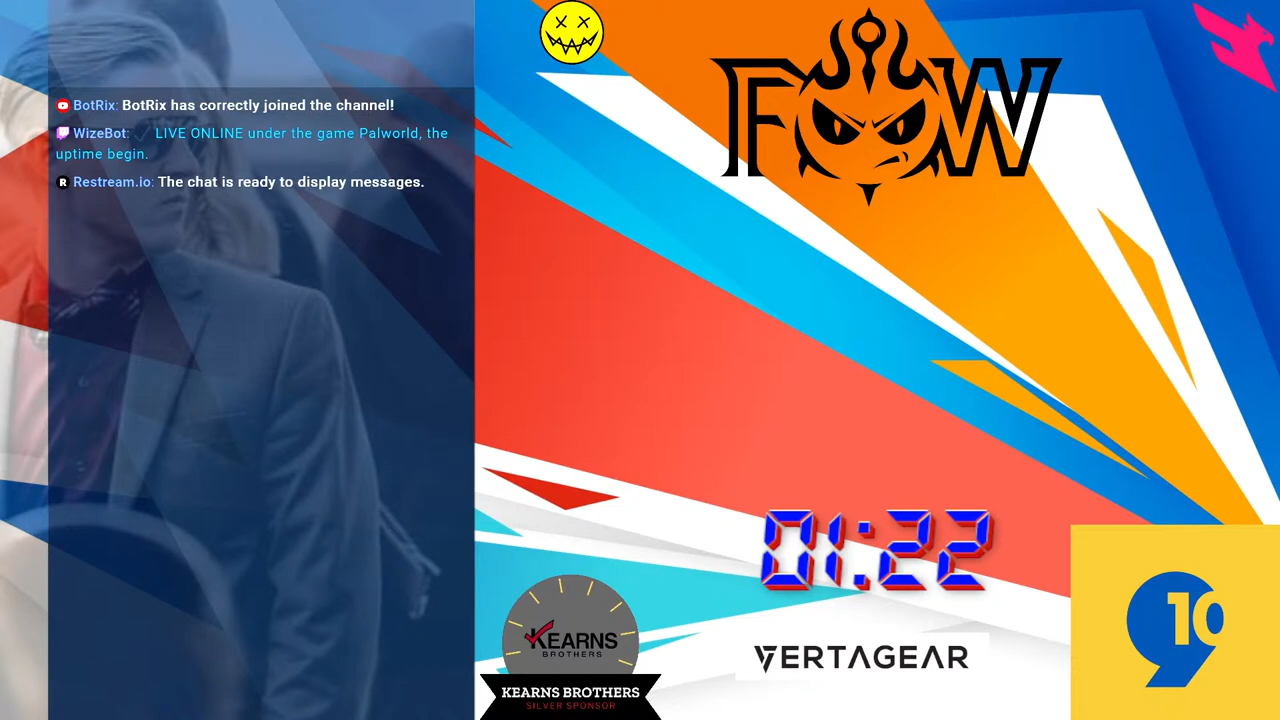 BotRix: BotRix has correctly joined the channel!
WizeBot: LIVE ONLINE under the game Palworld, the
uptime begin.
R Restream.io: The chat is ready to display messages.
FOW
01:22
KEARNS
BROTHERS
KEARNS BROTHERS
SILVER SPONSOR
VERTAGEAR
910